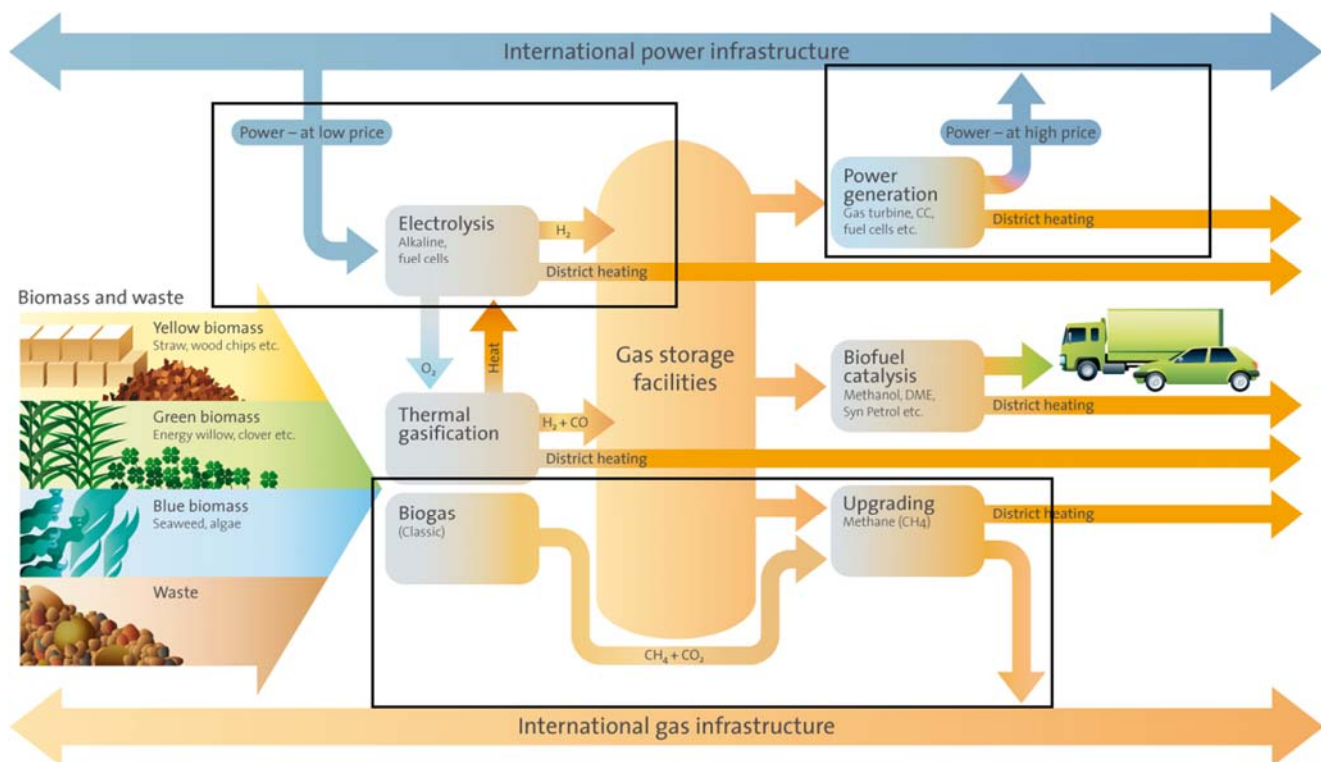 International power infrastructure
Power – at low price
Power – at high price
Electrolysis
Alkaline,
fuel cells
H₂
District heating
Power
generation
Gas turbine, CC,
fuel cells etc.
District heating
Biomass and waste
Yellow biomass
Straw, wood chips etc.
Green biomass
Energy willow, clover etc.
Blue biomass
Seaweed, algae
Waste
O₂
Heat
Thermal
gasification
H₂ + CO
District heating
Gas storage
facilities
Biofuel
catalysis
Methanol, DME,
Syn Petrol etc.
District heating
Biogas
(Classic)
CH₄ + CO₂
Upgrading
Methane (CH4)
District heating
International gas infrastructure